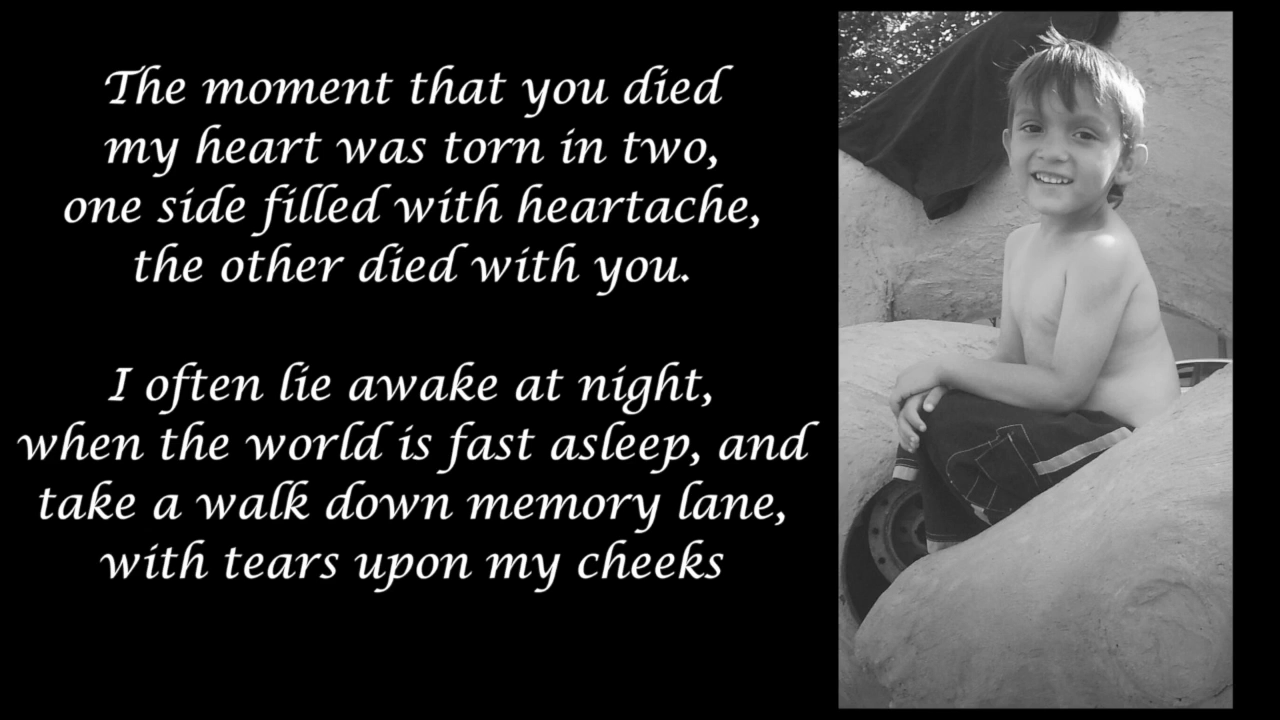 The moment that you died
my heart was torn in two,
one side filled with heartache,
the other died with you.
I often lie awake at night,
when the world is fast asleep, and
take a walk down memory lane,
with tears upon my cheeks